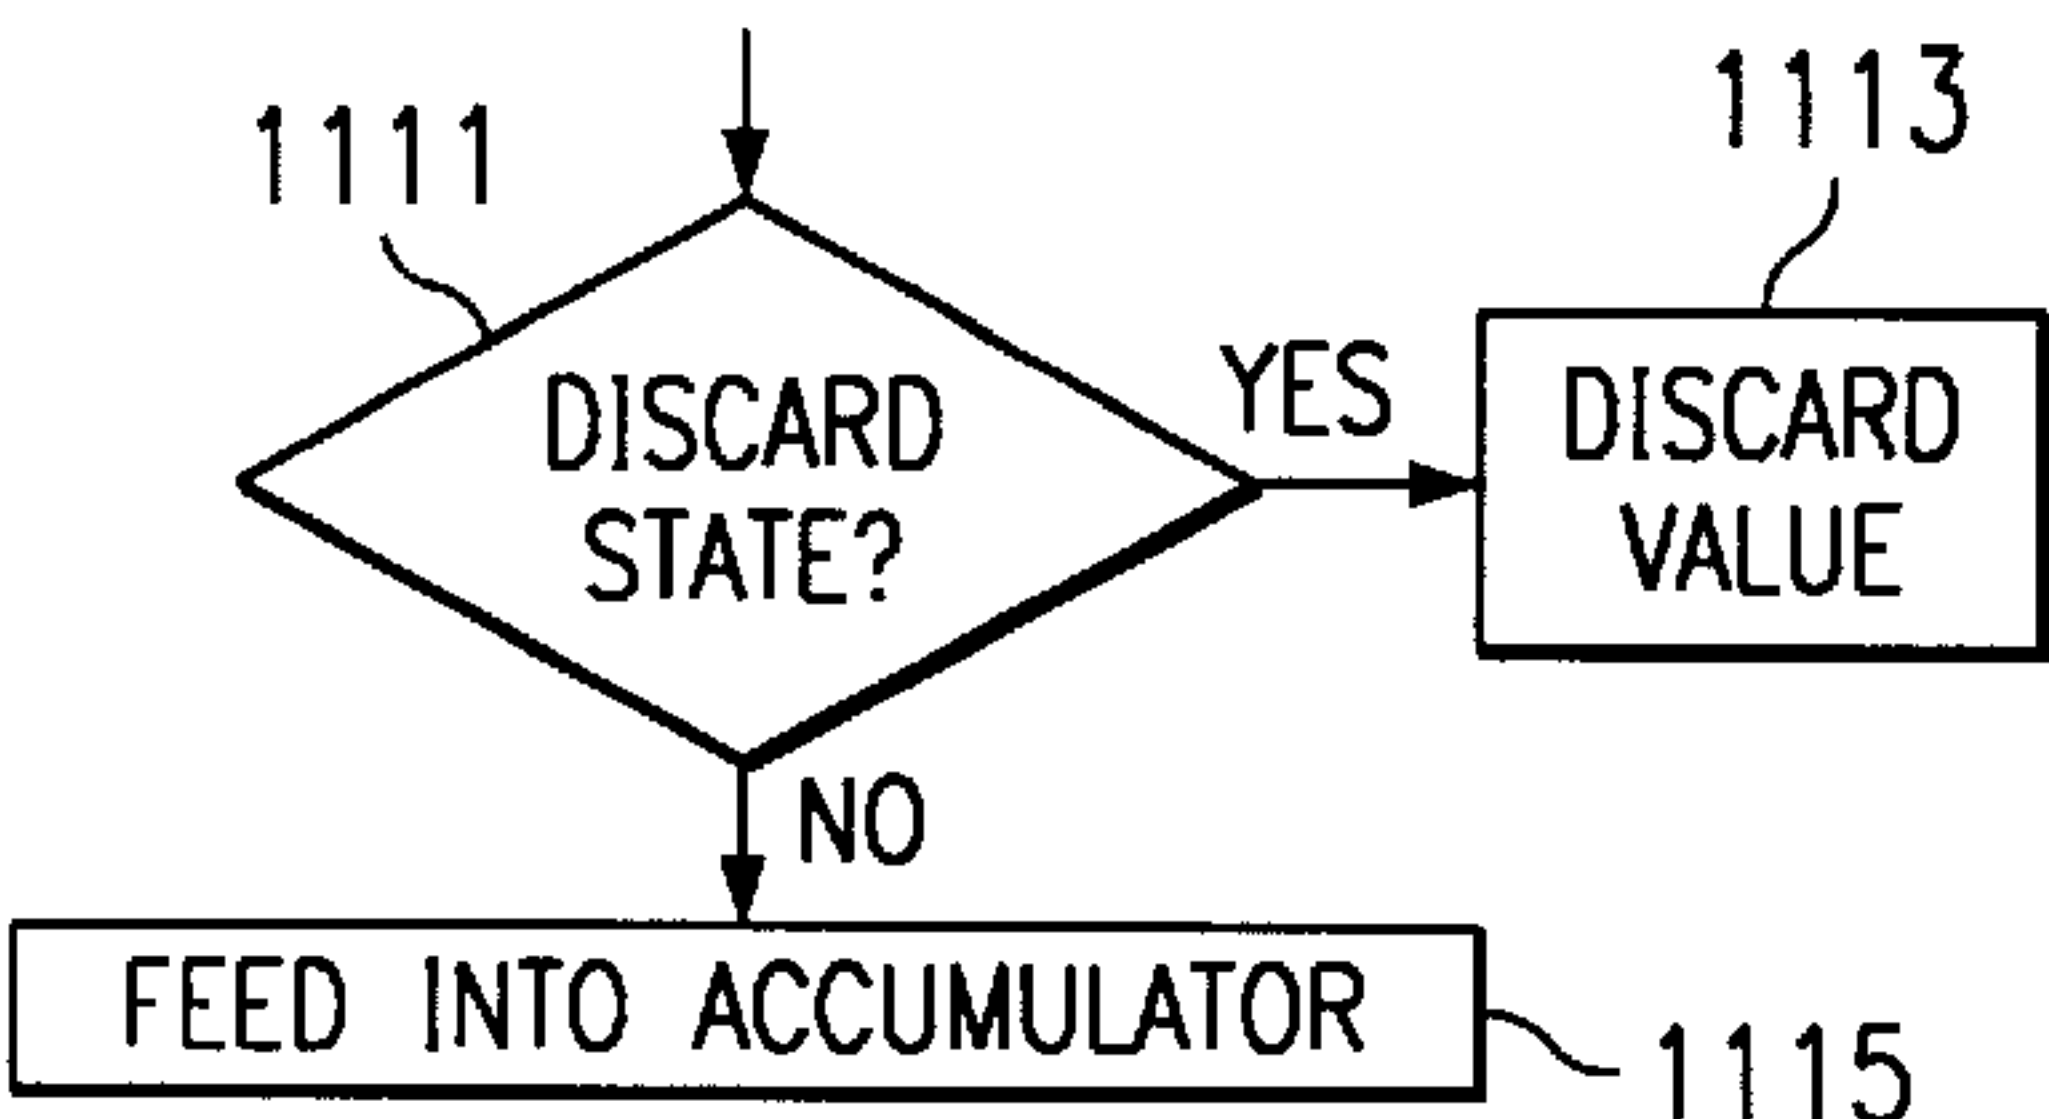 1111
1113
DISCARD
STATE?
YES
DISCARD
VALUE
NO
FEED INTO ACCUMULATOR
1115